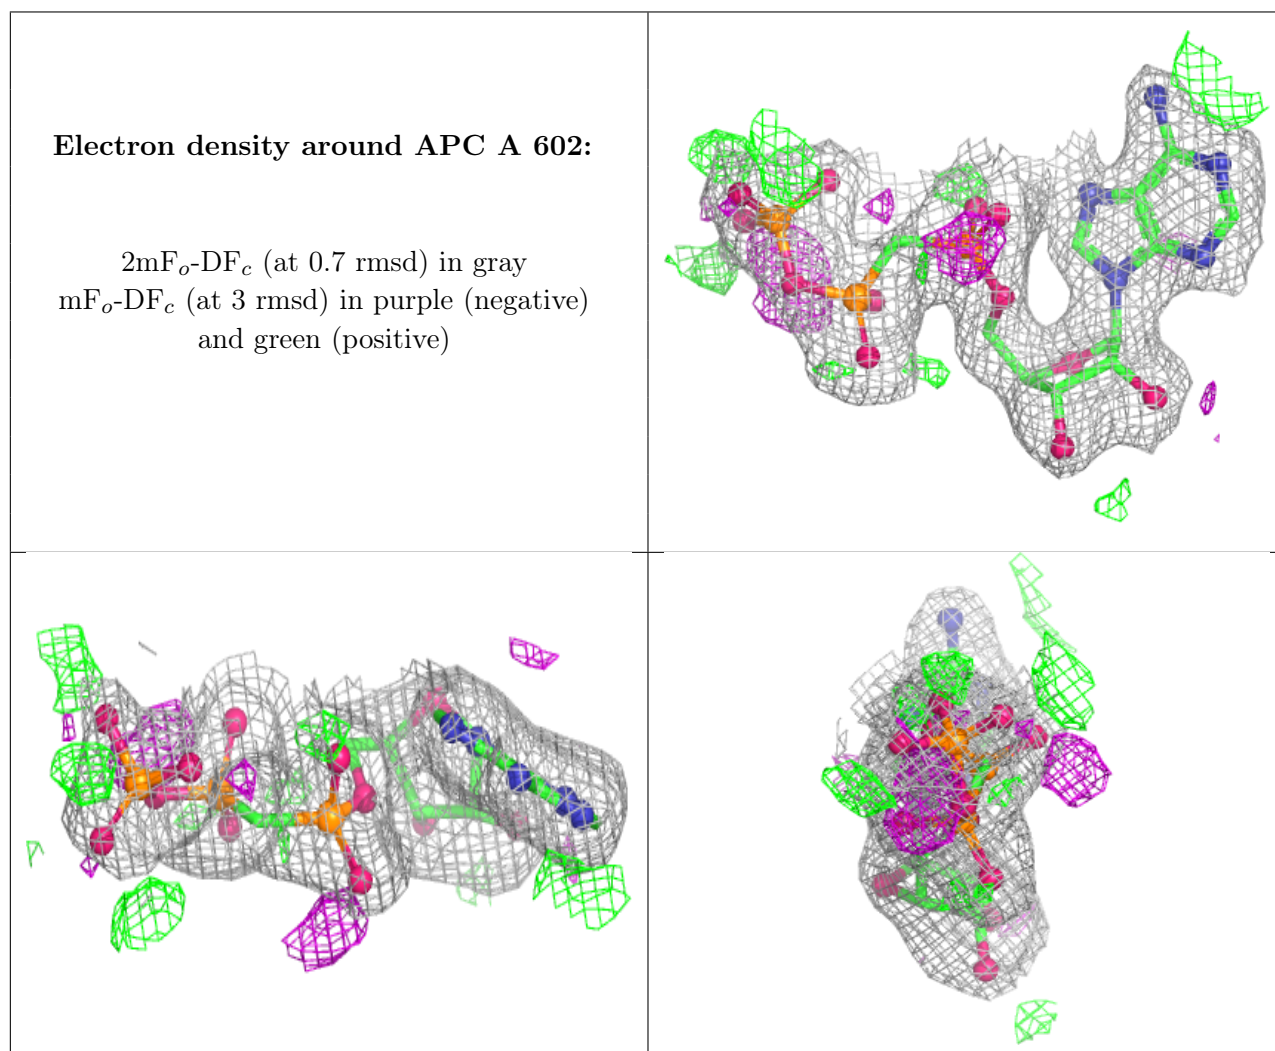 Electron density around APC A 602:
2mFₒ-DF𝒸 (at 0.7 rmsd) in gray
mFₒ-DF𝒸 (at 3 rmsd) in purple (negative)
and green (positive)